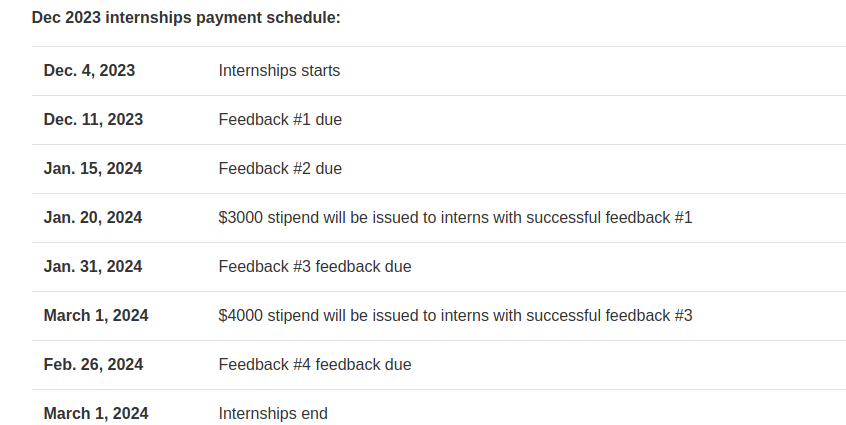 Dec 2023 internships payment schedule:
Dec. 4, 2023 Internships starts
Dec. 11, 2023 Feedback #1 due
Jan. 15, 2024 Feedback #2 due
Jan. 20, 2024 $3000 stipend will be issued to interns with successful feedback #1
Jan. 31, 2024 Feedback #3 feedback due
March 1, 2024 $4000 stipend will be issued to interns with successful feedback #3
Feb. 26, 2024 Feedback #4 feedback due
March 1, 2024 Internships end